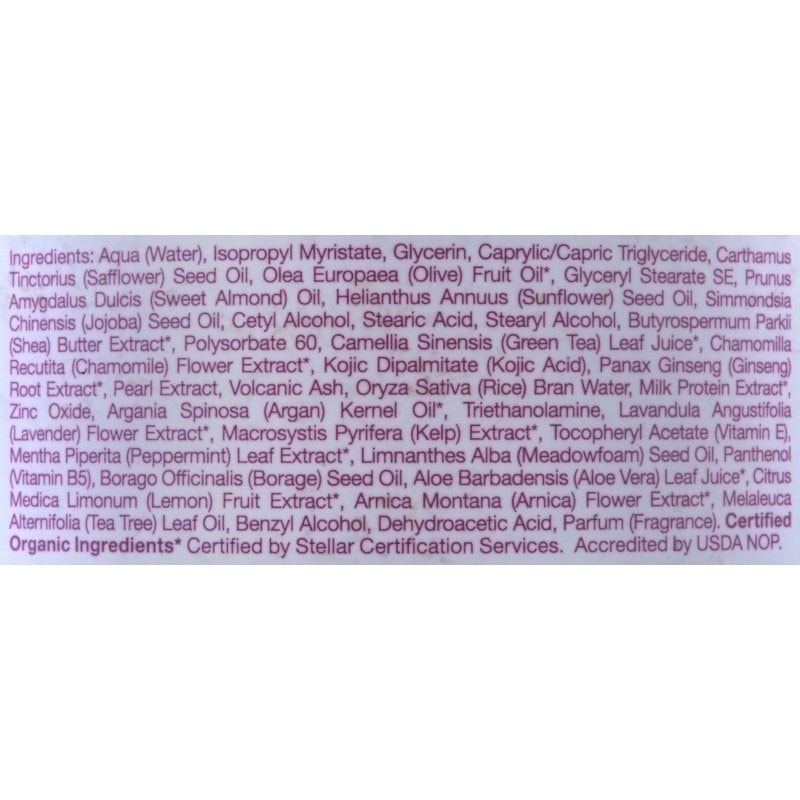 Ingredients: Aqua (Water), Isopropyl Myristate, Glycerin, Caprylic/Capric Triglyceride, Carthamus
Tinctorius (Safflower) Seed Oil, Olea Europaea (Olive) Fruit Oil*, Glyceryl Stearate SE, Prunus
Amygdalus Dulcis (Sweet Almond) Oil, Helianthus Annuus (Sunflower) Seed Oil, Simmondsia
Chinensis (Jojoba) Seed Oil, Cetyl Alcohol, Stearic Acid, Stearyl Alcohol, Butyrospermum Parkii
(Shea) Butter Extract*, Polysorbate 60, Camellia Sinensis (Green Tea) Leaf Juice*, Chamomilla
Recutita (Chamomile) Flower Extract*, Kojic Dipalmitate (Kojic Acid), Panax Ginseng (Ginseng)
Root Extract*, Pearl Extract, Volcanic Ash, Oryza Sativa (Rice) Bran Water, Milk Protein Extract*,
Zinc Oxide, Argania Spinosa (Argan) Kernel Oil*, Triethanolamine, Lavandula Angustifolia
(Lavender) Flower Extract*, Macrosystis Pyrifera (Kelp) Extract*, Tocopheryl Acetate (Vitamin E),
Mentha Piperita (Peppermint) Leaf Extract*, Limnanthes Alba (Meadowfoam) Seed Oil, Panthenol
(Vitamin B5), Borago Officinalis (Borage) Seed Oil, Aloe Barbadensis (Aloe Vera) Leaf Juice*, Citrus
Medica Limonum (Lemon) Fruit Extract*, Arnica Montana (Arnica) Flower Extract*, Melaleuca
Alternifolia (Tea Tree) Leaf Oil, Benzyl Alcohol, Dehydroacetic Acid, Parfum (Fragrance). Certified
Organic Ingredients* Certified by Stellar Certification Services. Accredited by USDA NOP.